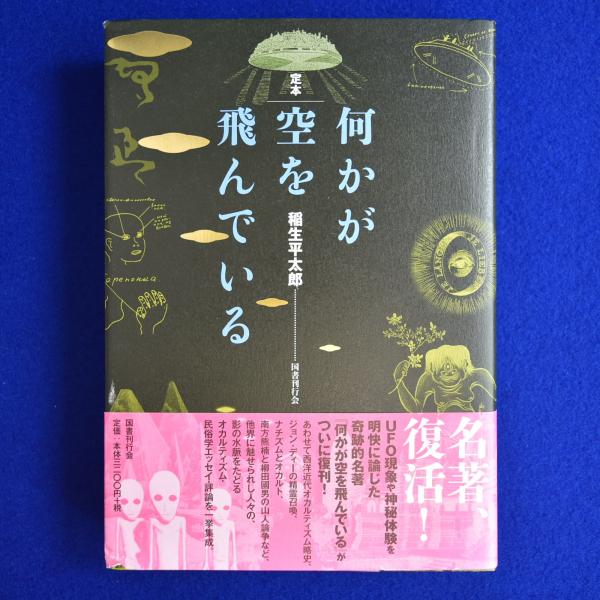 定本
何かが
空を
飛んでいる
稲生平太郎
国書刊行会
名著、
復活!
UFO現象や神秘体験を
明快に論じた
奇跡的名著
『何かが空を飛んでいる』が
ついに復刊!
あわせて西洋近代オカルティズム略史、
ジョン・ディーの精霊召喚、
ナチズムとオカルト、
南方熊楠と柳田國男の山人論争など、
他界に魅せられし人々の、
影の水脈をたどる
オカルティズム・
民俗学エッセイ・評論を一挙集成。
国書刊行会
定価:本体三二〇〇円+税